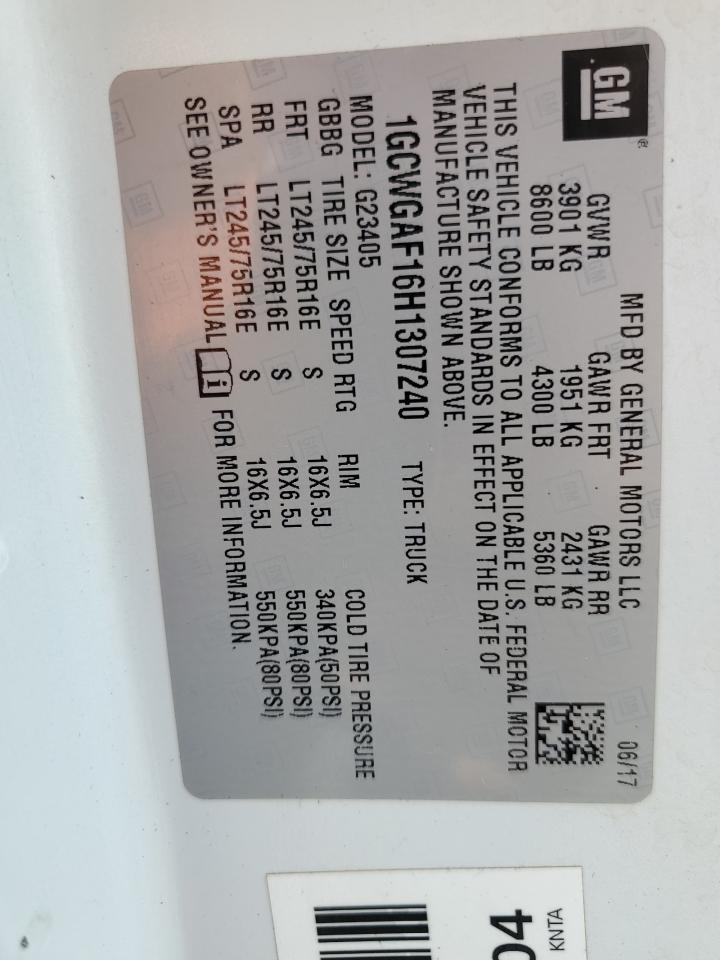 GM®
MFD BY GENERAL MOTORS LLC 06/17
GVWR GAWR FRT GAWR RR
3901 KG 1951 KG 2431 KG
8600 LB 4300 LB 5360 LB
THIS VEHICLE CONFORMS TO ALL APPLICABLE U.S. FEDERAL MOTOR
VEHICLE SAFETY STANDARDS IN EFFECT ON THE DATE OF
MANUFACTURE SHOWN ABOVE.
1GCWGAF16H1307240 TYPE: TRUCK
MODEL: G23405
GBBG TIRE SIZE SPEED RTG RIM COLD TIRE PRESSURE
FRT LT245/75R16E S 16X6.5J 340KPA(50PSI)
RR LT245/75R16E S 16X6.5J 550KPA(80PSI)
SPA LT245/75R16E S 16X6.5J 550KPA(80PSI)
SEE OWNER'S MANUAL i FOR MORE INFORMATION.
KNTA